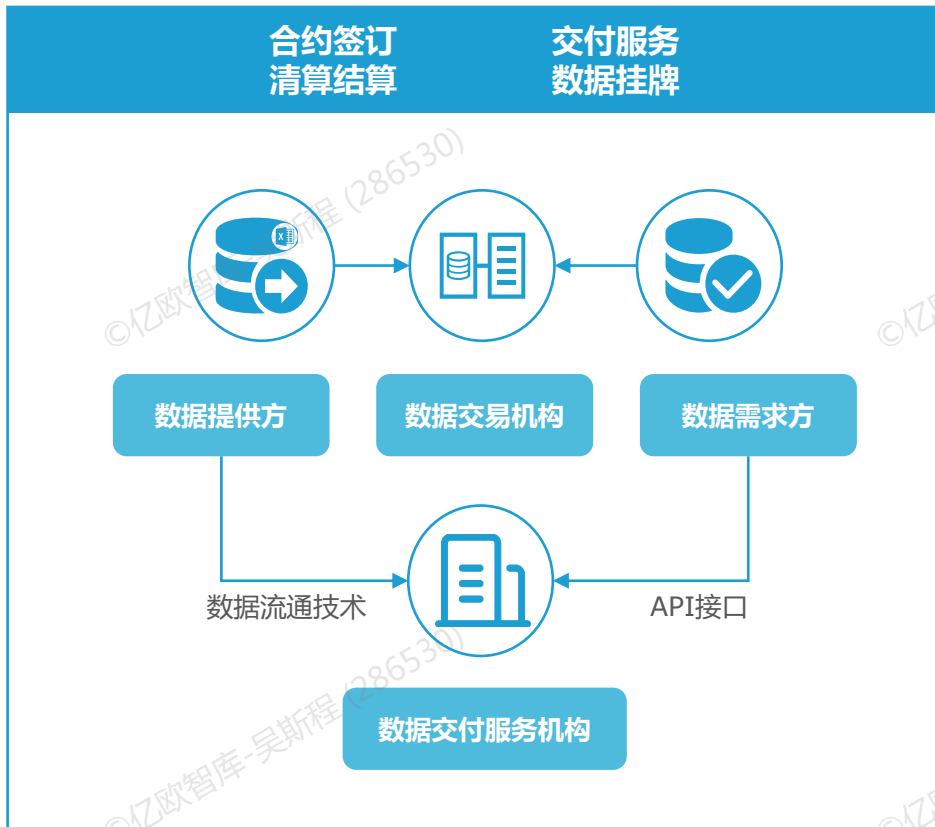 合约签订
清算结算
交付服务
数据挂牌
©亿欧智库-吴斯程 (286530)
数据提供方
数据交易机构
数据需求方
数据流通技术
API接口
©亿欧智库-吴斯程 (286530)
数据交付服务机构